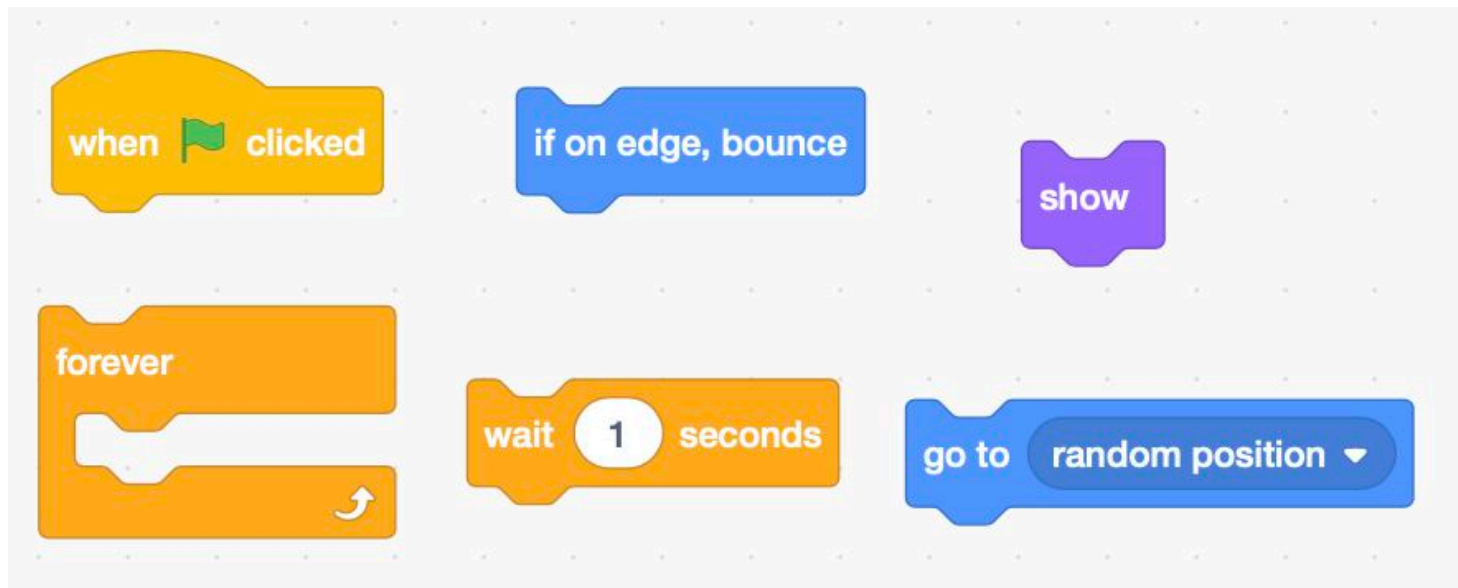 when clicked
if on edge, bounce
show
forever
wait 1 seconds
go to random position